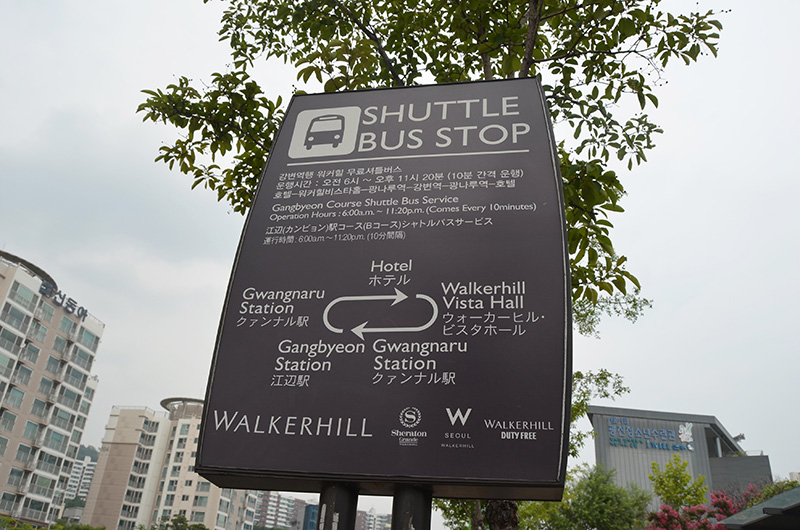 SHUTTLE
BUS STOP
강변역행 워커힐 무료셔틀버스
운행시간 : 오전 6시 ~ 오후 11시 20분 (10분 간격 운행)
호텔-워커힐비스타홀-광나루역-강변역-광나루역-호텔
Gangbyeon Course Shuttle Bus Service
Operation Hours : 6:00a.m. ~ 11:20p.m. (Comes Every 10minutes)
江辺(カンビョン)駅コース(Bコース)シャトルバスサービス
運行時間 : 6:00a.m~11:20p.m. (10分間隔)
Hotel
ホテル
Gwangnaru
Station
クァンナル駅
Walkerhill
Vista Hall
ウォーカーヒル・
ビスタホール
Gangbyeon
Station
江辺駅
Gwangnaru
Station
クァンナル駅
WALKERHILL
Sheraton
Grande
W
SEOUL
WALKERHILL
WALKERHILL
DUTY FREE